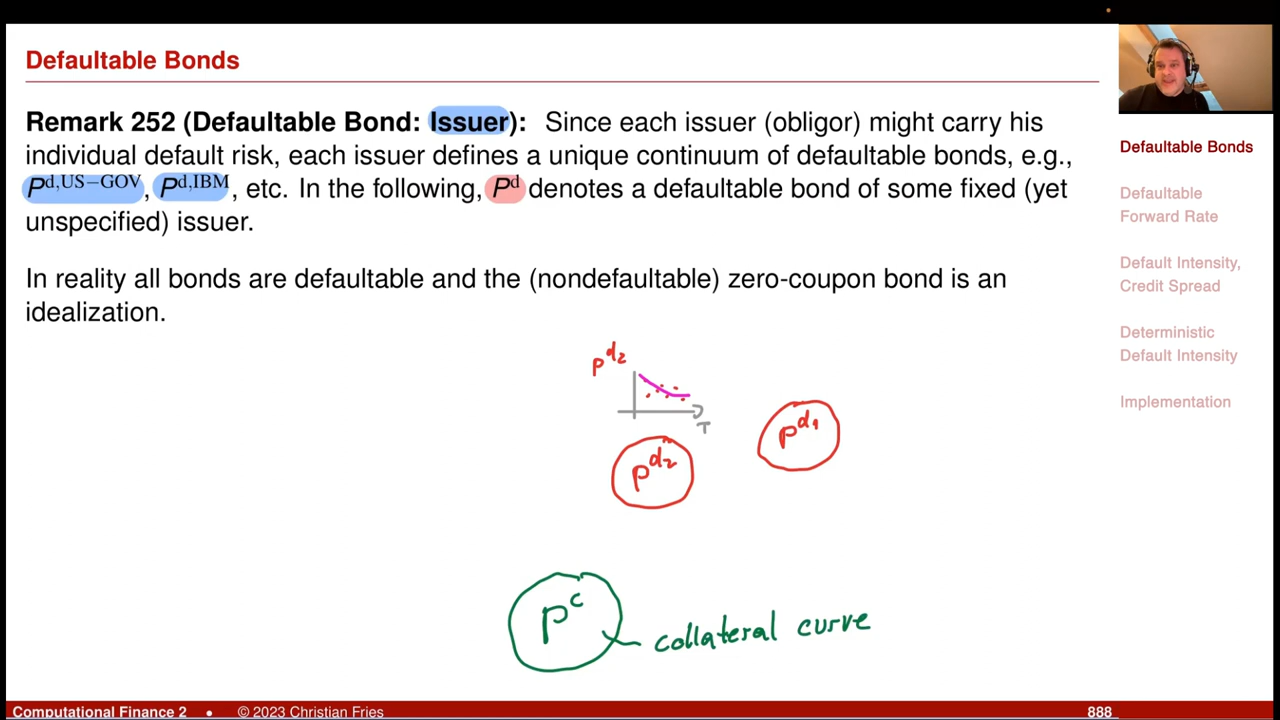 Defaultable Bonds
Remark 252 (Defaultable Bond: Issuer): Since each issuer (obligor) might carry his
individual default risk, each issuer defines a unique continuum of defaultable bonds, e.g.,
P^d,US−GOV, P^d,IBM, etc. In the following, P^d denotes a defaultable bond of some fixed (yet
unspecified) issuer.
In reality all bonds are defaultable and the (nondefaultable) zero-coupon bond is an
idealization.
P^d2
T
P^d1
P^d2
P^c
collateral curve
Defaultable Bonds
Defaultable
Forward Rate
Default Intensity,
Credit Spread
Deterministic
Default Intensity
Implementation
Computational Finance 2 • © 2023 Christian Fries 888